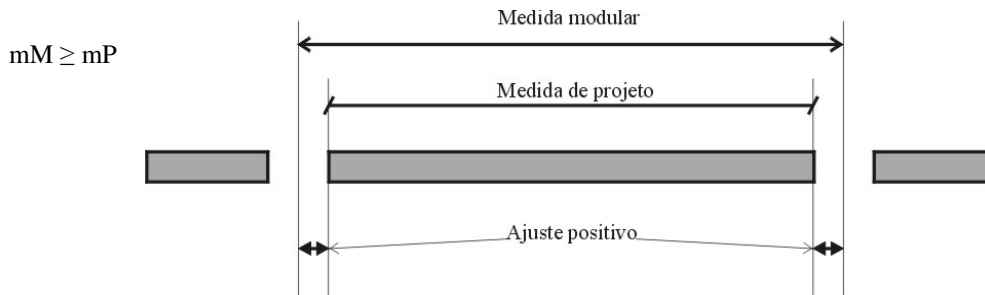 Medida modular
mM ≥ mP
Medida de projeto
Ajuste positivo